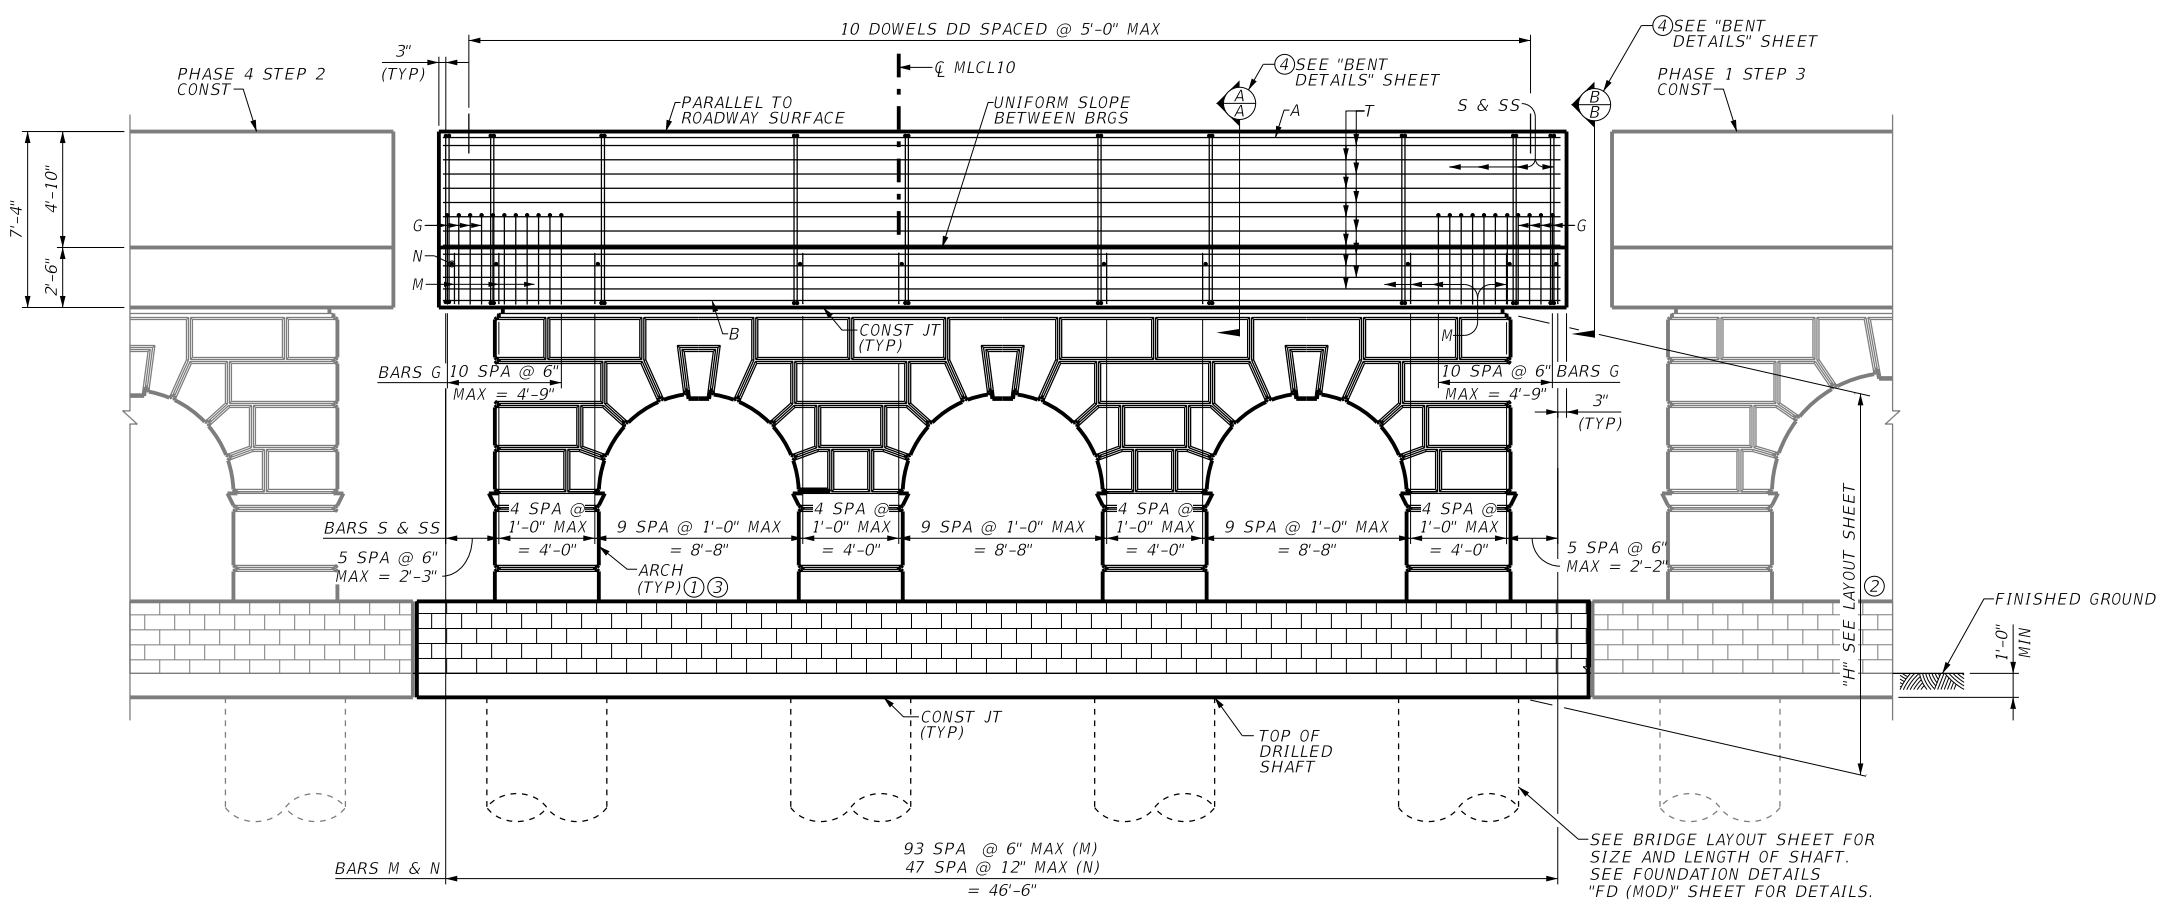 10 DOWELS DD SPACED @ 5'-0" MAX
3"
(TYP)
PHASE 4 STEP 2
CONST
℄ MLCL10
④ SEE "BENT
DETAILS" SHEET
④ SEE "BENT
DETAILS" SHEET
PHASE 1 STEP 3
CONST
PARALLEL TO
ROADWAY SURFACE
UNIFORM SLOPE
BETWEEN BRGS
A
A
A
T
S & SS
B
B
7'-4"
4'-10"
2'-6"
G
N
M
G
B
CONST JT
(TYP)
M
BARS G
10 SPA @ 6"
MAX = 4'-9"
10 SPA @ 6"
MAX = 4'-9"
BARS G
3"
(TYP)
BARS S & SS
5 SPA @ 6"
MAX = 2'-3"
4 SPA @
1'-0" MAX
= 4'-0"
9 SPA @ 1'-0" MAX
= 8'-8"
4 SPA @
1'-0" MAX
= 4'-0"
9 SPA @ 1'-0" MAX
= 8'-8"
4 SPA @
1'-0" MAX
= 4'-0"
9 SPA @ 1'-0" MAX
= 8'-8"
4 SPA @
1'-0" MAX
= 4'-0"
5 SPA @ 6"
MAX = 2'-2"
ARCH
(TYP) ① ③
"H" SEE LAYOUT SHEET ②
FINISHED GROUND
1'-0"
MIN
CONST JT
(TYP)
TOP OF
DRILLED
SHAFT
SEE BRIDGE LAYOUT SHEET FOR
SIZE AND LENGTH OF SHAFT.
SEE FOUNDATION DETAILS
"FD (MOD)" SHEET FOR DETAILS.
BARS M & N
93 SPA @ 6" MAX (M)
47 SPA @ 12" MAX (N)
= 46'-6"